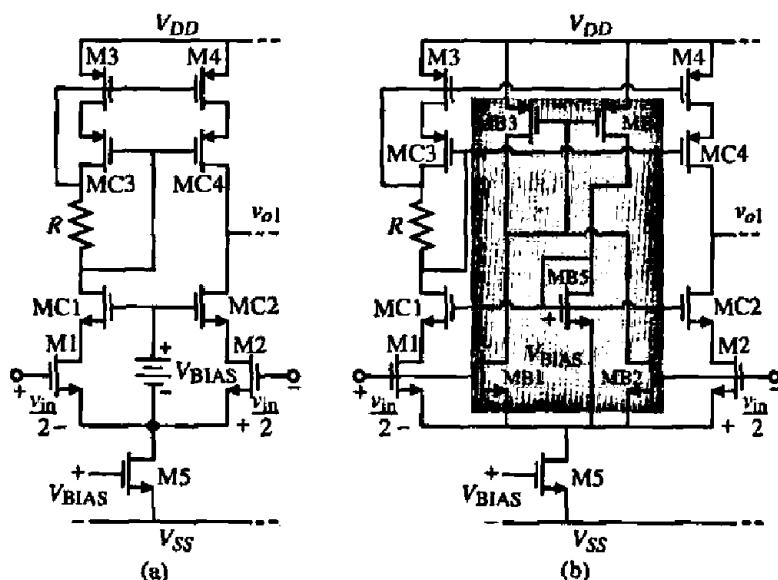 V_DD
M3
M4
MC3
MC4
R
v_o1
MC1
MC2
M1
M2
+
V_BIAS
-
+
v_in
2
-
+
v_in
2
-
+
V_BIAS
M5
V_SS
(a)
V_DD
M3
M4
MB3
MC3
MC4
R
v_o1
MB5
MC1
MC2
+
M1
M2
V_BIAS
MB1
MB2
+
v_in
2
-
+
v_in
2
-
+
V_BIAS
M5
V_SS
(b)